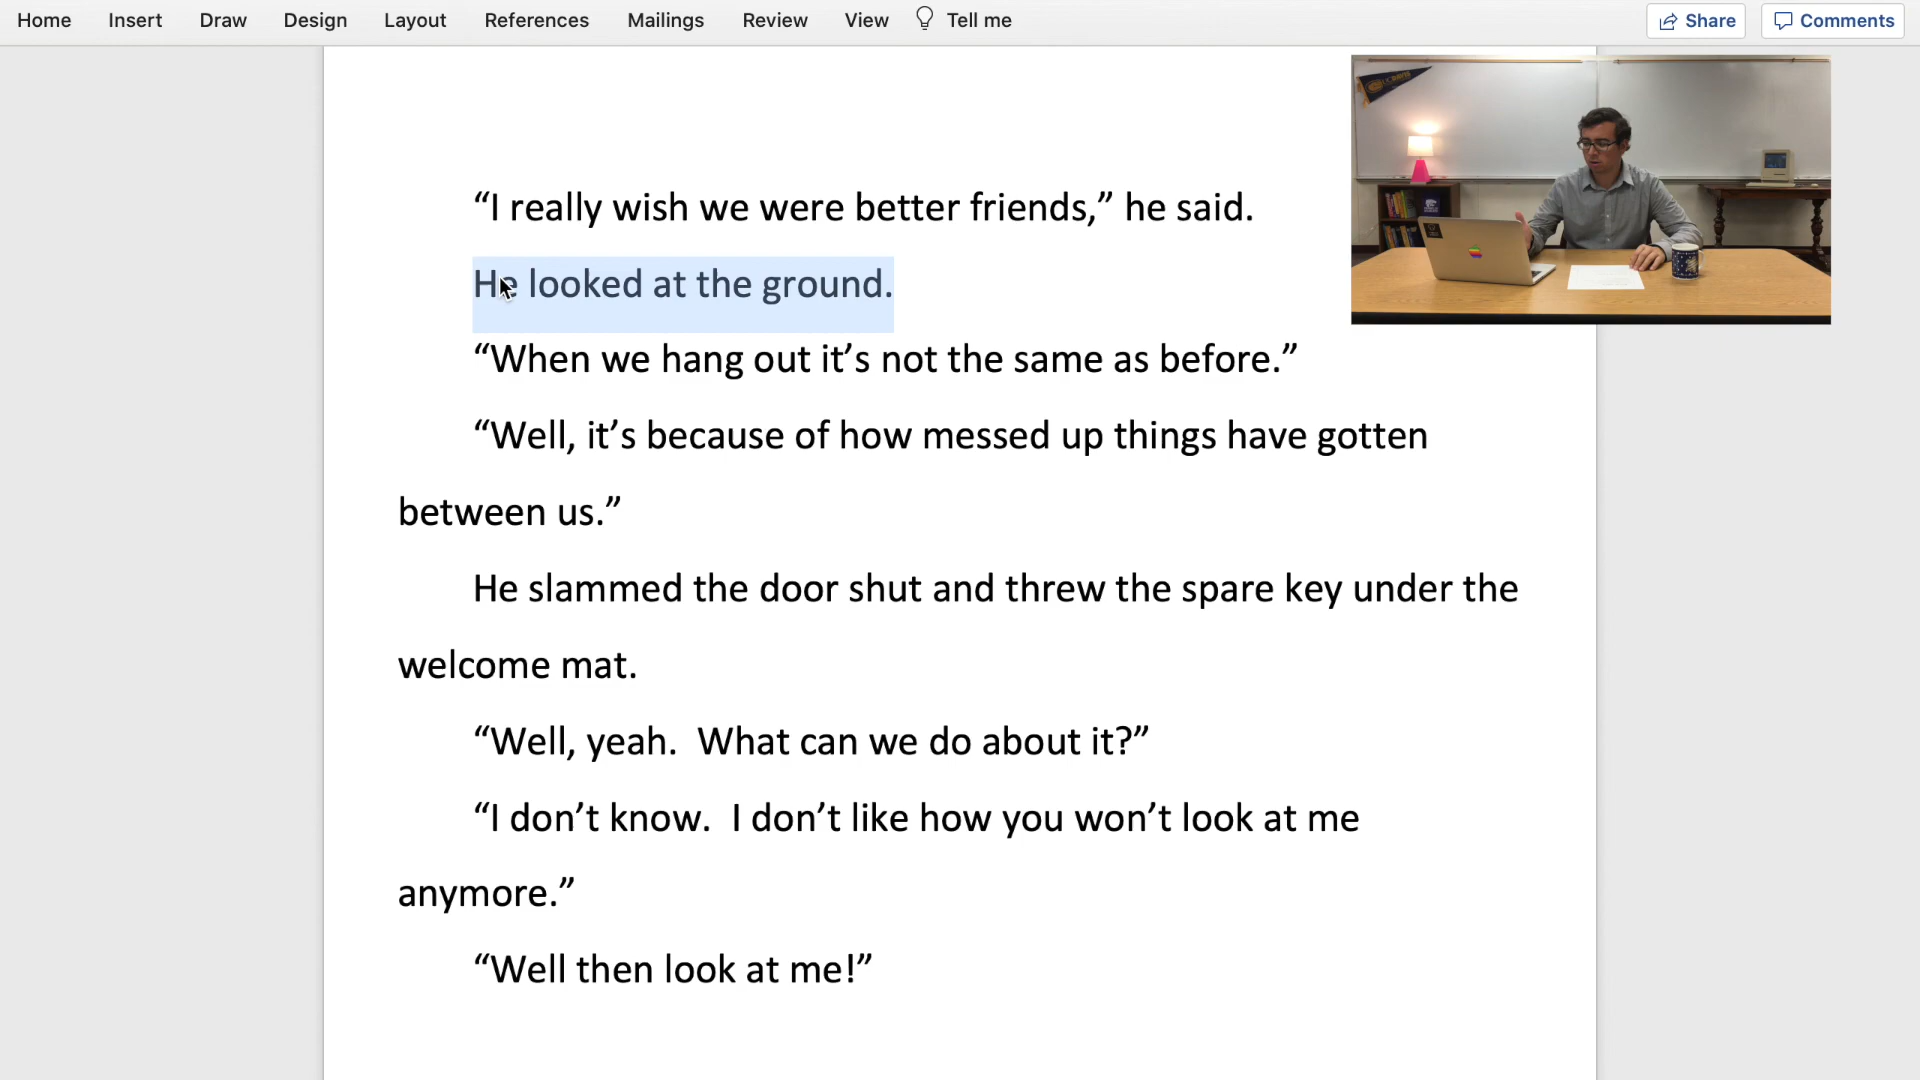 Home Insert Draw Design Layout References Mailings Review View Tell me Share Comments
“I really wish we were better friends,” he said.
He looked at the ground.
“When we hang out it’s not the same as before.”
“Well, it’s because of how messed up things have gotten
between us.”
He slammed the door shut and threw the spare key under the
welcome mat.
“Well, yeah.  What can we do about it?”
“I don’t know.  I don’t like how you won’t look at me
anymore.”
“Well then look at me!”